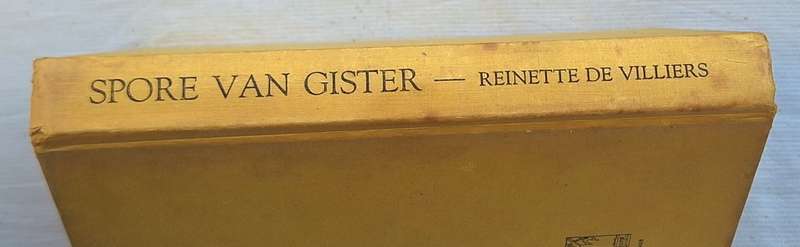 SPORE VAN GISTER — REINETTE DE VILLIERS